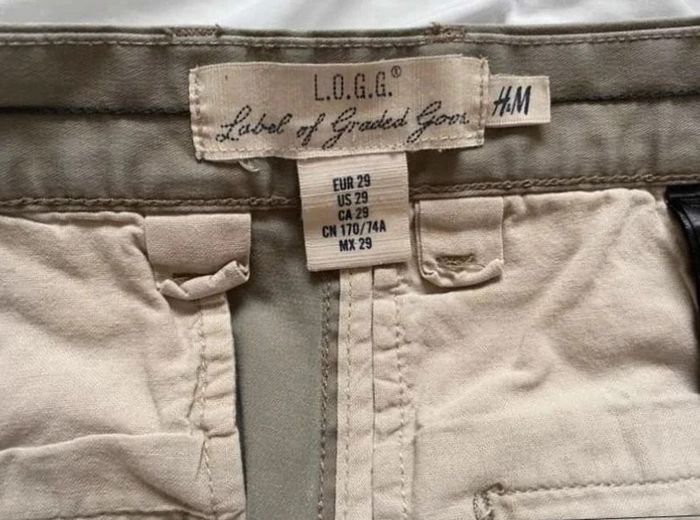 L.O.G.G.®
Label of Graded Goods
H&M
EUR 29
US 29
CA 29
CN 170/74A
MX 29